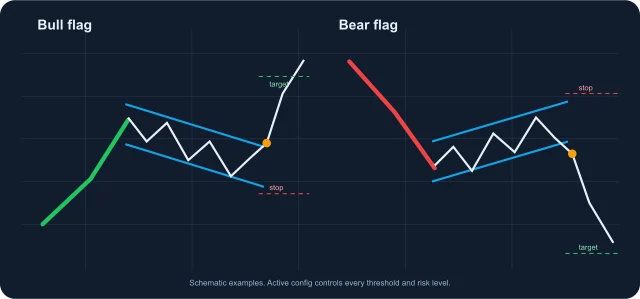 Bull flag
Bear flag
target
stop
stop
target
Schematic examples. Active config controls every threshold and risk level.